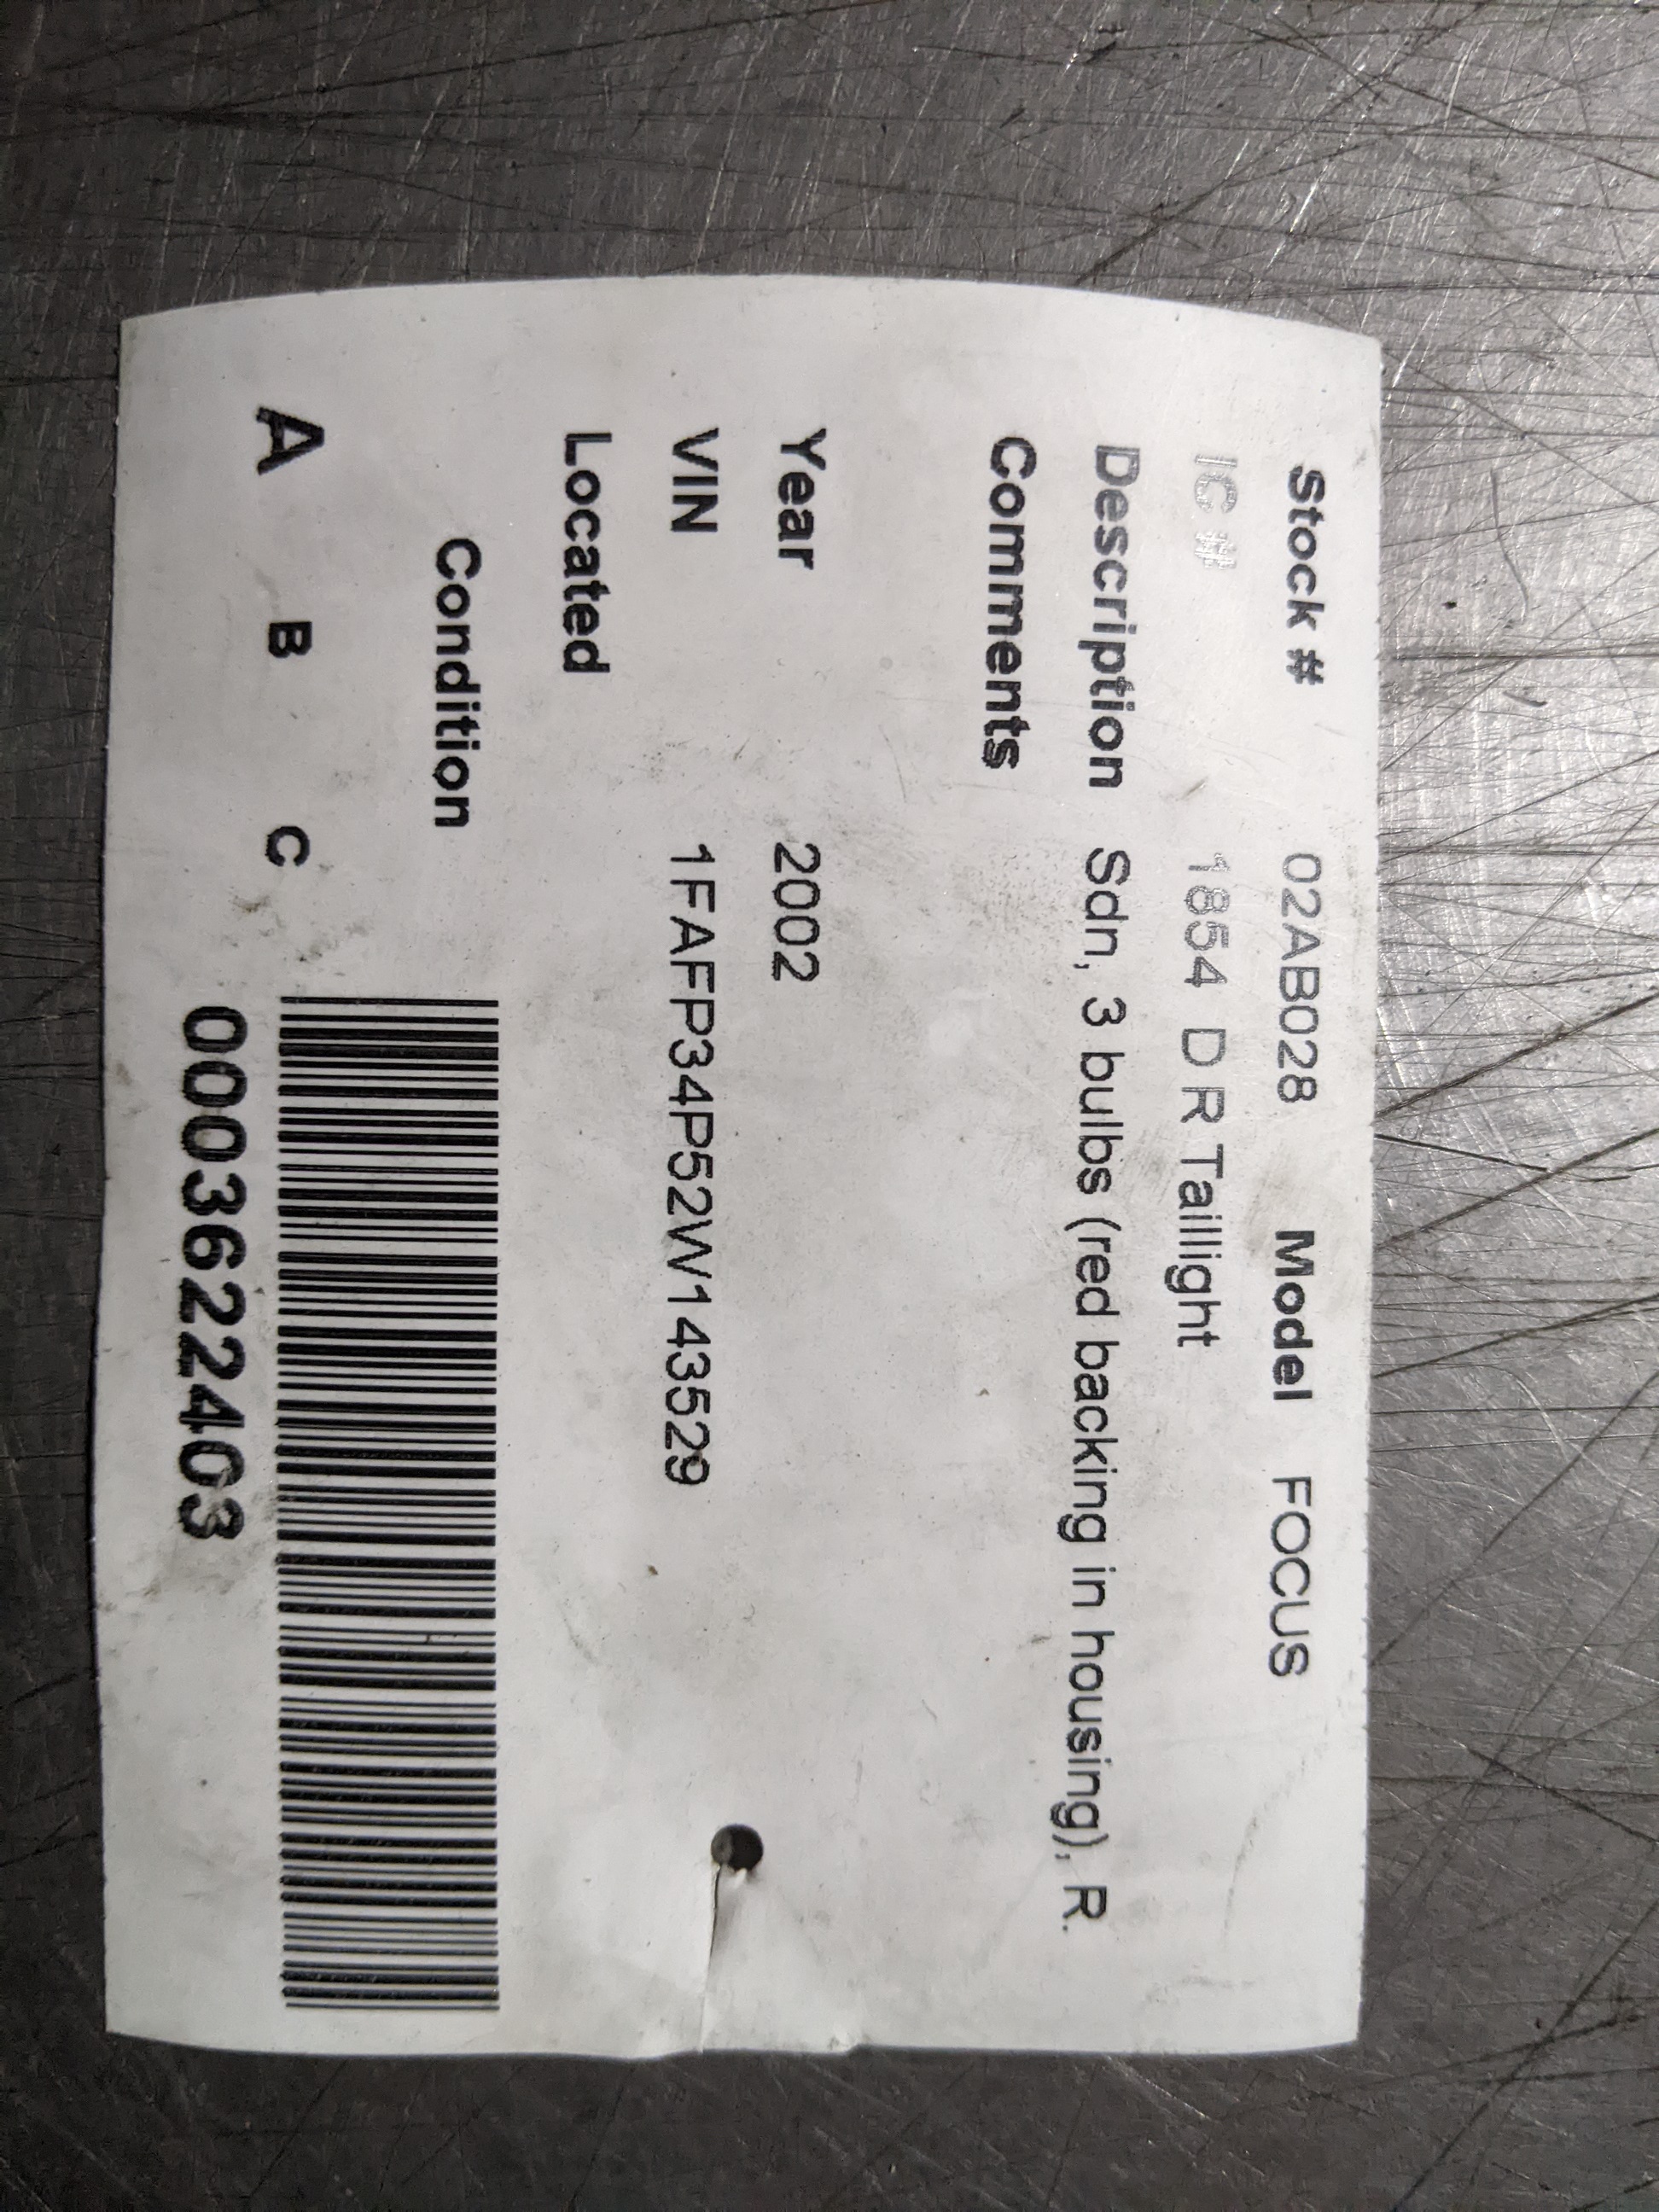 Stock # 02AB028 Model FOCUS
IC # 1854 D R Taillight
Description Sdn, 3 bulbs (red backing in housing), R.
Comments
Year 2002
VIN 1FAFP34P52W143529
Located
Condition
A B C
0003622403